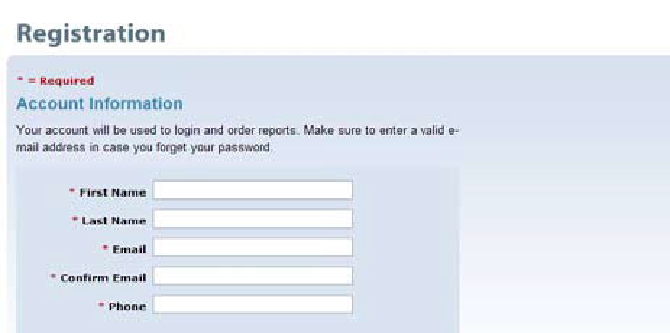 Registration
* = Required
Account Information
Your account will be used to login and order reports. Make sure to enter a valid e-
mail address in case you forget your password.
* First Name
* Last Name
* Email
* Confirm Email
* Phone